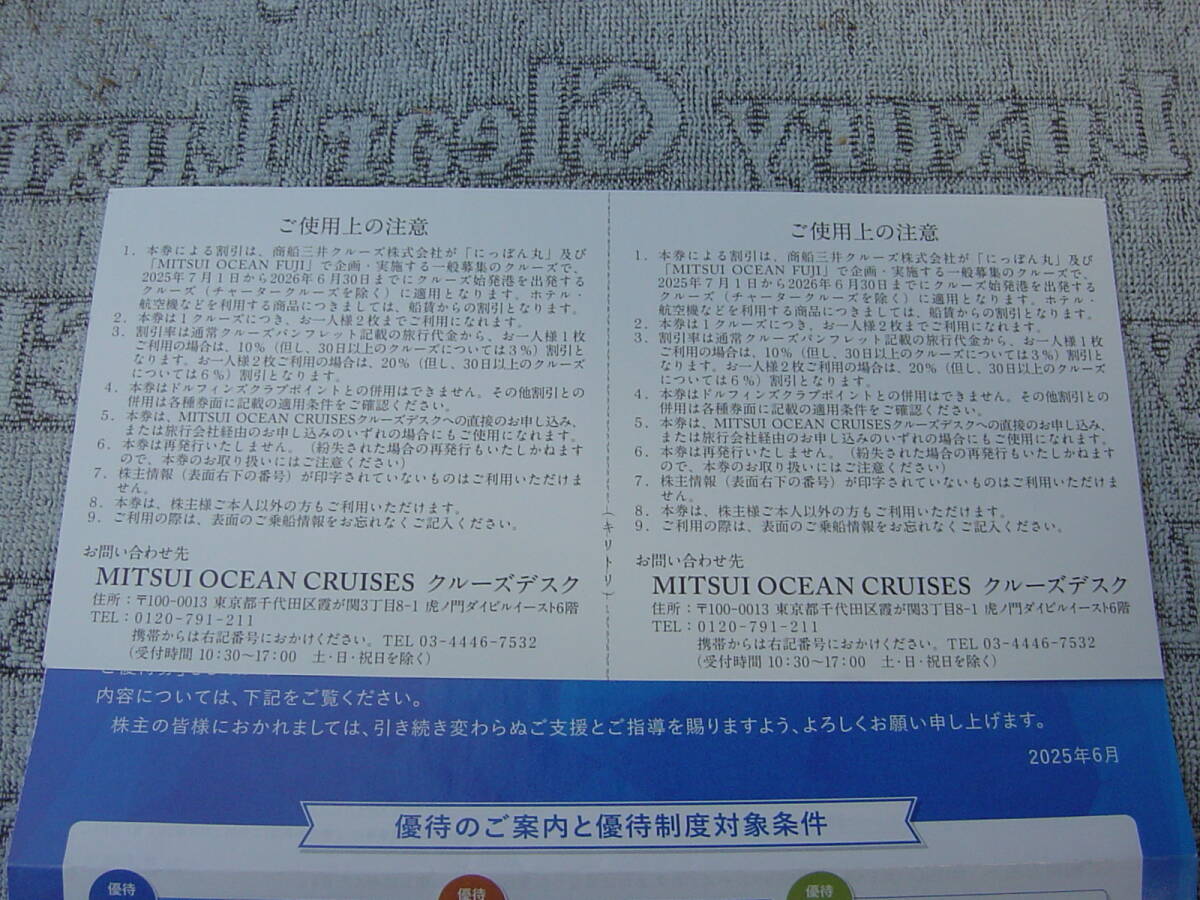 Luxury Clear Luxury
ご使用上の注意
1. 本券による割引は、商船三井クルーズ株式会社が「にっぽん丸」及び
「MITSUI OCEAN FUJI」で企画・実施する一般募集のクルーズで、
2025年7月1日から2026年6月30日までにクルーズ始発港を出発する
クルーズ（チャータークルーズを除く）に適用となります。ホテル・
航空機などを利用する商品につきましては、船賃からの割引となります。
2. 本券は1クルーズにつき、お一人様2枚までご利用になれます。
3. 割引率は通常クルーズパンフレット記載の旅行代金から、お一人様1枚
ご利用の場合は、10%（但し、30日以上のクルーズについては3%）割引と
なります。お一人様2枚ご利用の場合は、20%（但し、30日以上のクルーズ
については6%）割引となります。
4. 本券はドルフィンズクラブポイントとの併用はできません。その他割引との
併用は各種券面に記載の適用条件をご確認ください。
5. 本券は、MITSUI OCEAN CRUISESクルーズデスクへの直接のお申し込み、
または旅行会社経由のお申し込みのいずれの場合にもご使用になれます。
6. 本券は再発行いたしません。（紛失された場合の再発行もいたしかねます
ので、本券のお取り扱いにはご注意ください）
7. 株主情報（表面右下の番号）が印字されていないものはご利用いただけま
せん。
8. 本券は、株主様ご本人以外の方もご利用いただけます。
9. ご利用の際は、表面のご乗船情報をお忘れなくご記入ください。
お問い合わせ先
MITSUI OCEAN CRUISES クルーズデスク
住所：〒100-0013 東京都千代田区霞が関3丁目8-1 虎ノ門ダイビルイースト6階
TEL：0120-791-211
携帯からは右記番号におかけください。TEL 03-4446-7532
（受付時間 10:30～17:00 土・日・祝日を除く）
（キリトリ）
ご使用上の注意
1. 本券による割引は、商船三井クルーズ株式会社が「にっぽん丸」及び
「MITSUI OCEAN FUJI」で企画・実施する一般募集のクルーズで、
2025年7月1日から2026年6月30日までにクルーズ始発港を出発する
クルーズ（チャータークルーズを除く）に適用となります。ホテル・
航空機などを利用する商品につきましては、船賃からの割引となります。
2. 本券は1クルーズにつき、お一人様2枚までご利用になれます。
3. 割引率は通常クルーズパンフレット記載の旅行代金から、お一人様1枚
ご利用の場合は、10%（但し、30日以上のクルーズについては3%）割引と
なります。お一人様2枚ご利用の場合は、20%（但し、30日以上のクルーズ
については6%）割引となります。
4. 本券はドルフィンズクラブポイントとの併用はできません。その他割引との
併用は各種券面に記載の適用条件をご確認ください。
5. 本券は、MITSUI OCEAN CRUISESクルーズデスクへの直接のお申し込み、
または旅行会社経由のお申し込みのいずれの場合にもご使用になれます。
6. 本券は再発行いたしません。（紛失された場合の再発行もいたしかねます
ので、本券のお取り扱いにはご注意ください）
7. 株主情報（表面右下の番号）が印字されていないものはご利用いただけま
せん。
8. 本券は、株主様ご本人以外の方もご利用いただけます。
9. ご利用の際は、表面のご乗船情報をお忘れなくご記入ください。
お問い合わせ先
MITSUI OCEAN CRUISES クルーズデスク
住所：〒100-0013 東京都千代田区霞が関3丁目8-1 虎ノ門ダイビルイースト6階
TEL：0120-791-211
携帯からは右記番号におかけください。TEL 03-4446-7532
（受付時間 10:30～17:00 土・日・祝日を除く）
内容については、下記をご覧ください。
株主の皆様におかれましては、引き続き変わらぬご支援とご指導を賜りますよう、よろしくお願い申し上げます。
2025年6月
優待のご案内と優待制度対象条件
優待
優待
優待